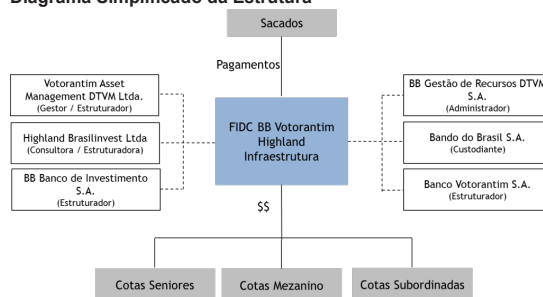 Diagrama Simplificado da Estrutura
Sacados
Pagamentos
Votorantim Asset
Management DTVM Ltda.
(Gestor / Estruturador)
Highland Brasilinvest Ltda
(Consultora / Estruturadora)
BB Banco de Investimento
S.A.
(Estruturador)
FIDC BB Votorantim
Highland
Infraestrutura
BB Gestão de Recursos DTVM
S.A.
(Administrador)
Bando do Brasil S.A.
(Custodiante)
Banco Votorantim S.A.
(Estruturador)
$$
Cotas Seniores
Cotas Mezanino
Cotas Subordinadas